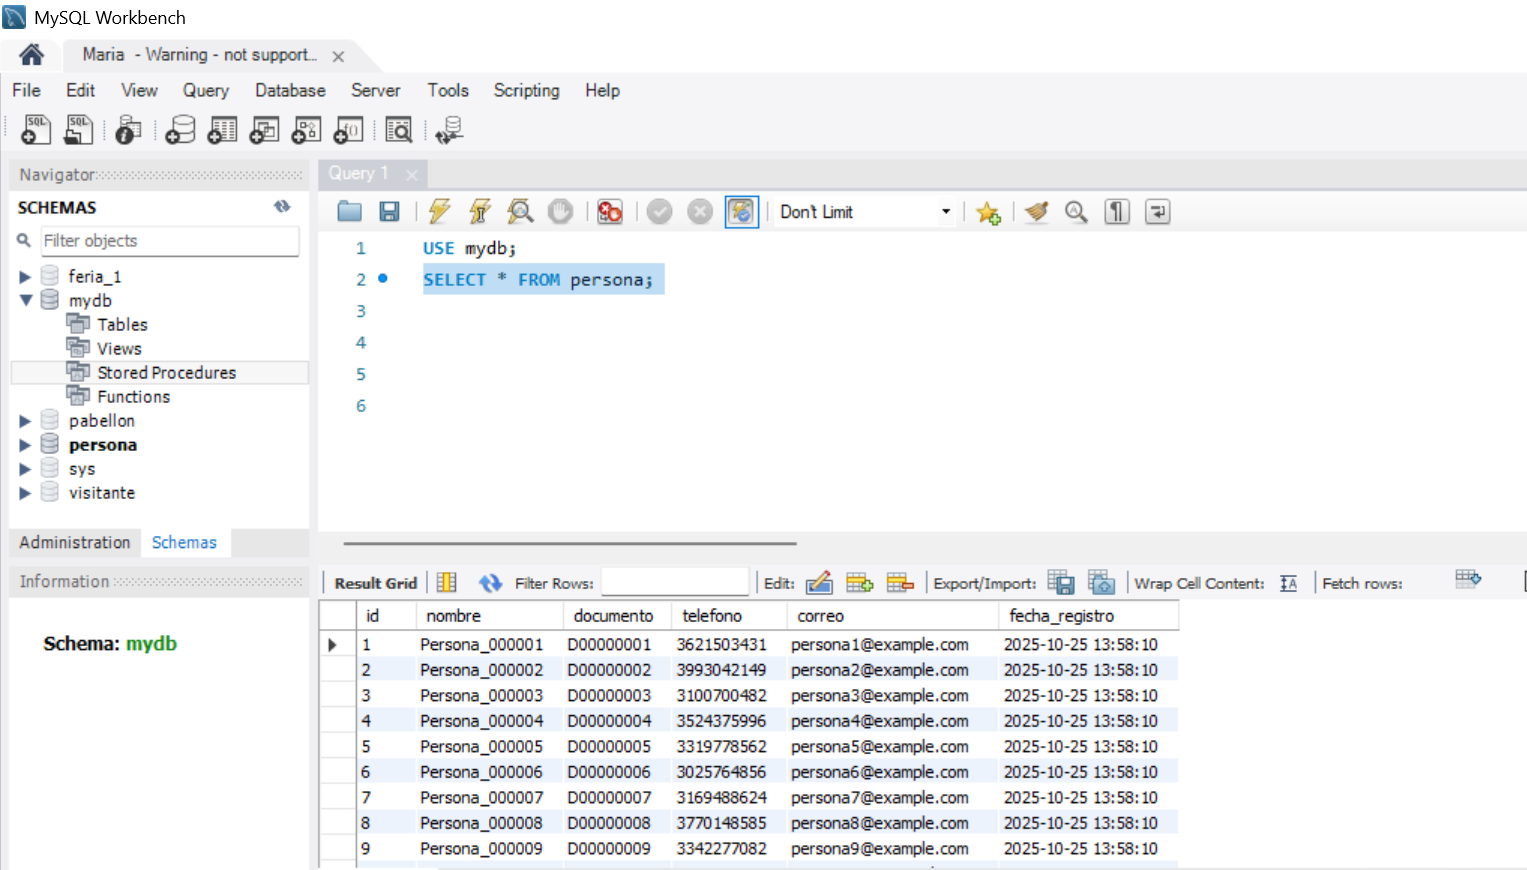 MySQL Workbench
Maria - Warning - not support...
File Edit View Query Database Server Tools Scripting Help
Navigator
SCHEMAS
Filter objects
feria_1
mydb
Tables
Views
Stored Procedures
Functions
pabellon
persona
sys
visitante
Administration Schemas
Information
Schema: mydb
Query 1
Don't Limit
1 USE mydb;
2 SELECT * FROM persona;
3
4
5
6
Result Grid Filter Rows: Edit: Export/Import: Wrap Cell Content: Fetch rows:
id nombre documento telefono correo fecha_registro
1 Persona_000001 D00000001 3621503431 persona1@example.com 2025-10-25 13:58:10
2 Persona_000002 D00000002 3993042149 persona2@example.com 2025-10-25 13:58:10
3 Persona_000003 D00000003 3100700482 persona3@example.com 2025-10-25 13:58:10
4 Persona_000004 D00000004 3524375996 persona4@example.com 2025-10-25 13:58:10
5 Persona_000005 D00000005 3319778562 persona5@example.com 2025-10-25 13:58:10
6 Persona_000006 D00000006 3025764856 persona6@example.com 2025-10-25 13:58:10
7 Persona_000007 D00000007 3169488624 persona7@example.com 2025-10-25 13:58:10
8 Persona_000008 D00000008 3770148585 persona8@example.com 2025-10-25 13:58:10
9 Persona_000009 D00000009 3342277082 persona9@example.com 2025-10-25 13:58:10